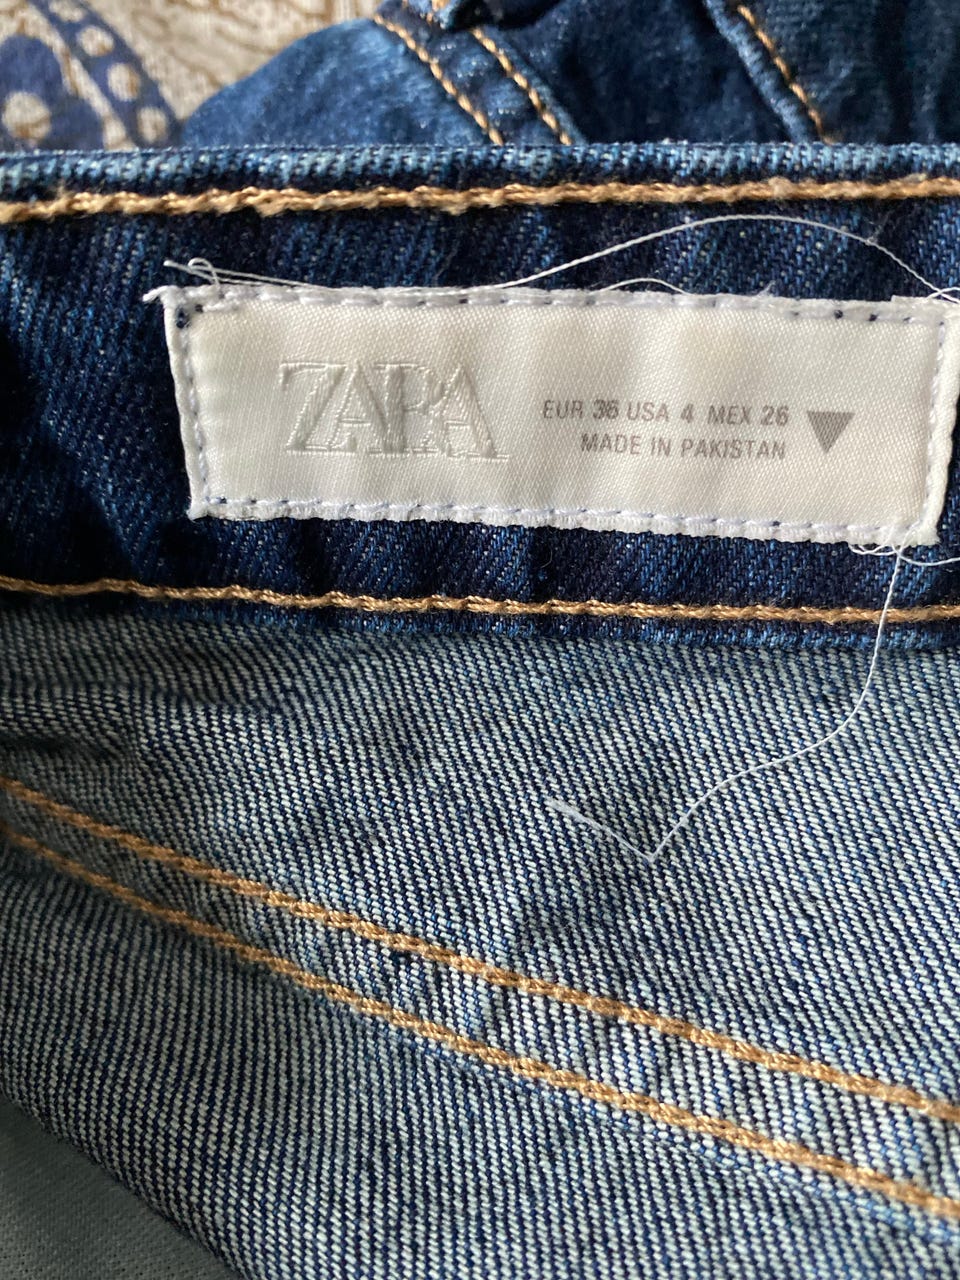 ZARA
EUR 36 USA 4 MEX 26
MADE IN PAKISTAN